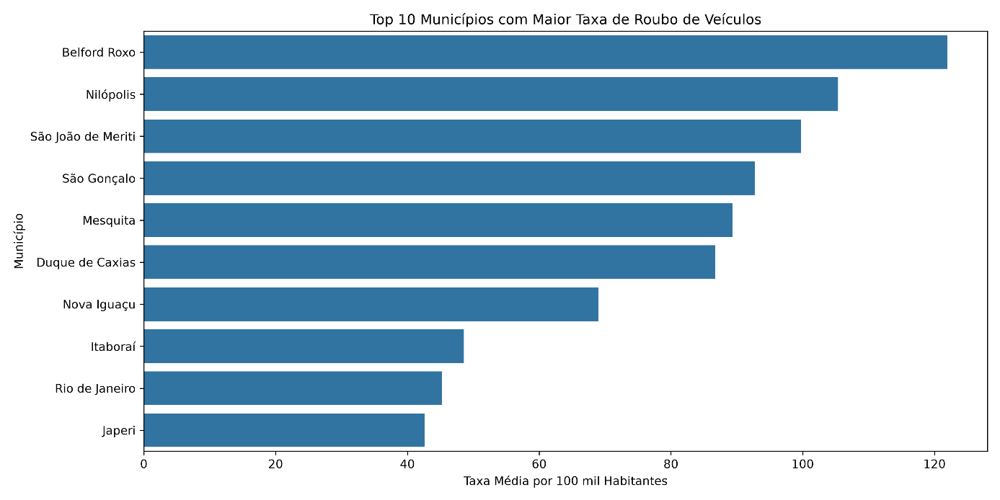 Top 10 Municípios com Maior Taxa de Roubo de Veículos
Município
Belford Roxo
Nilópolis
São João de Meriti
São Gonçalo
Mesquita
Duque de Caxias
Nova Iguaçu
Itaboraí
Rio de Janeiro
Japeri
0 20 40 60 80 100 120
Taxa Média por 100 mil Habitantes